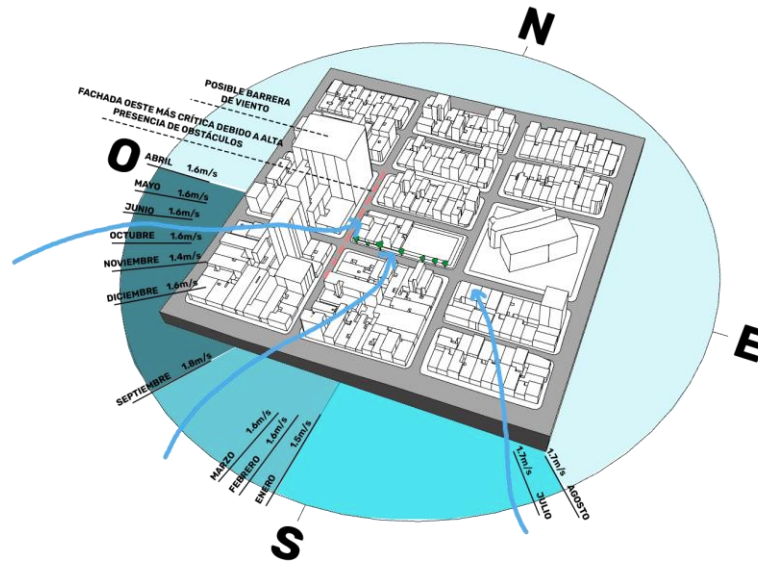 N
POSIBLE BARRERA
DE VIENTO
FACHADA OESTE MÁS CRÍTICA DEBIDO A ALTA
PRESENCIA DE OBSTÁCULOS
O
ABRIL 1.6m/s
MAYO 1.6m/s
JUNIO 1.6m/s
OCTUBRE 1.6m/s
NOVIEMBRE 1.4m/s
DICIEMBRE 1.6m/s
E
SEPTIEMBRE 1.8m/s
MARZO 1.6m/s
FEBRERO 1.6m/s
ENERO 1.5m/s
1.7m/s JULIO
1.7m/s AGOSTO
S